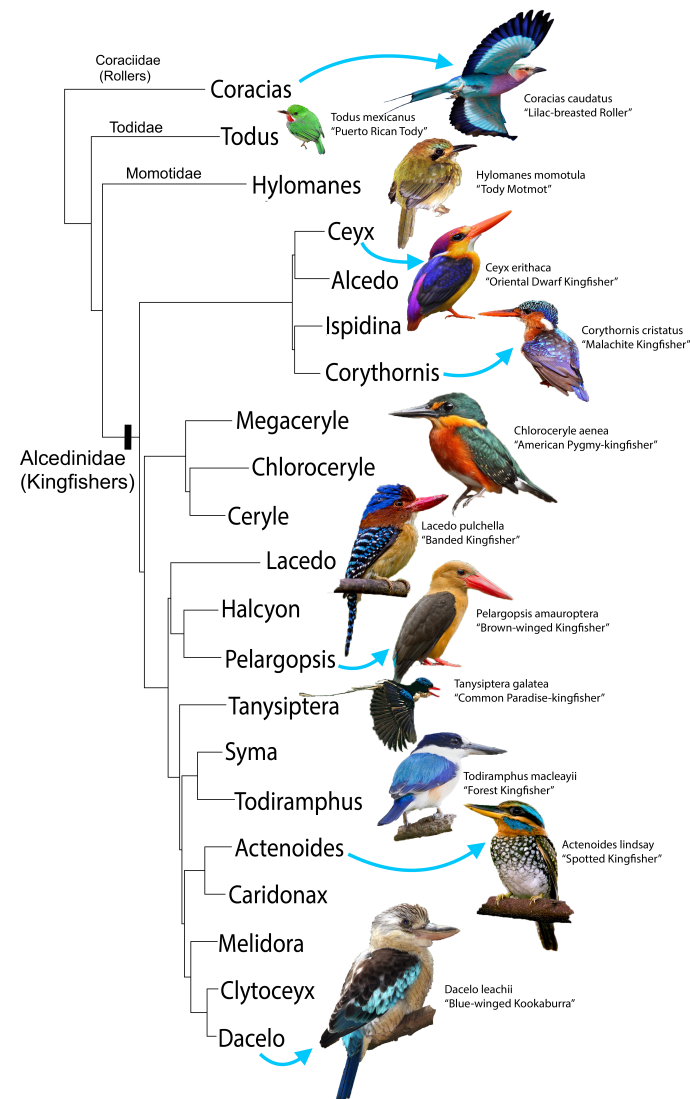 Coraciidae
(Rollers)
Coracias
Coracias caudatus
“Lilac-breasted Roller”
Todidae
Todus
Todus mexicanus
“Puerto Rican Tody”
Momotidae
Hylomanes
Hylomanes momotula
“Tody Motmot”
Ceyx
Ceyx erithaca
“Oriental Dwarf Kingfisher”
Alcedo
Ispidina
Corythornis cristatus
“Malachite Kingfisher”
Corythornis
Megaceryle
Chloroceryle aenea
“American Pygmy-kingfisher”
Alcedinidae
(Kingfishers)
Chloroceryle
Ceryle
Lacedo pulchella
“Banded Kingfisher”
Lacedo
Halcyon
Pelargopsis amauroptera
“Brown-winged Kingfisher”
Pelargopsis
Tanysiptera galatea
“Common Paradise-kingfisher”
Tanysiptera
Syma
Todiramphus macleayii
“Forest Kingfisher”
Todiramphus
Actenoides
Actenoides lindsay
“Spotted Kingfisher”
Caridonax
Melidora
Clytoceyx
Dacelo leachii
“Blue-winged Kookaburra”
Dacelo